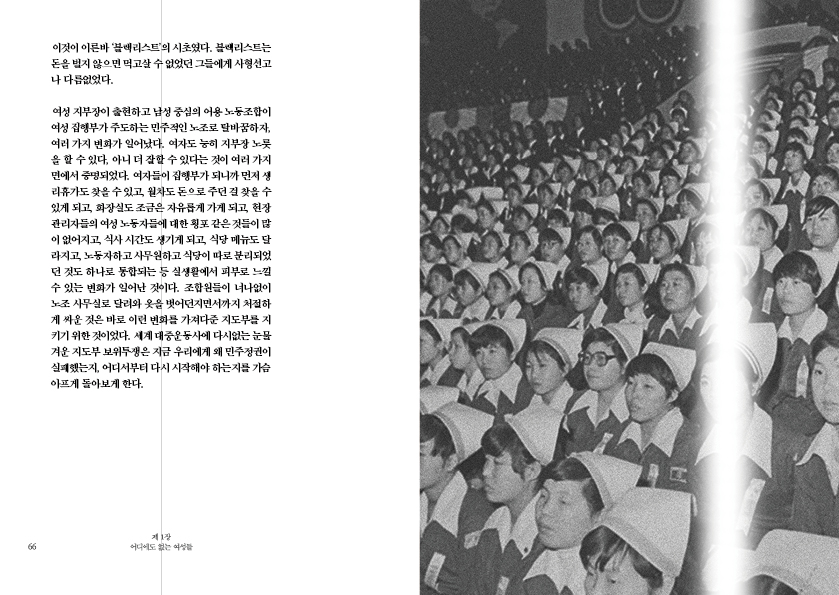 이것이 이른바 '블랙리스트'의 시초였다. 블랙리스트는
돈을 벌지 않으면 먹고살 수 없었던 그들에게 사형선고
나 다름없었다.
여성 지부장이 출현하고 남성 중심의 어용 노동조합이
여성 집행부가 주도하는 민주적인 노조로 탈바꿈하자,
여러 가지 변화가 일어났다. 여자도 능히 지부장 노릇
을 할 수 있다, 아니 더 잘할 수 있다는 것이 여러 가지
면에서 증명되었다. 여자들이 집행부가 되니까 먼저 생
리휴가도 찾을 수 있고, 월차도 돈으로 주던 걸 찾을 수
있게 되고, 화장실도 조금은 자유롭게 가게 되고, 현장
관리자들의 여성 노동자들에 대한 횡포 같은 것들이 많
이 없어지고, 식사 시간도 생기게 되고, 식당 메뉴도 달
라지고, 노동자하고 사무원하고 식당이 따로 분리되었
던 것도 하나로 통합되는 등 실생활에서 피부로 느낄
수 있는 변화가 일어난 것이다. 조합원들이 너나없이
노조 사무실로 달려와 옷을 벗어던지면서까지 처절하
게 싸운 것은 바로 이런 변화를 가져다준 지도부를 지
키기 위한 것이었다. 세계 대중운동사에 다시없는 눈물
겨운 지도부 보위투쟁은 지금 우리에게 왜 민주정권이
실패했는지, 어디서부터 다시 시작해야 하는지를 가슴
아프게 돌아보게 한다.
제 1장
어디에도 없는 여성들
66